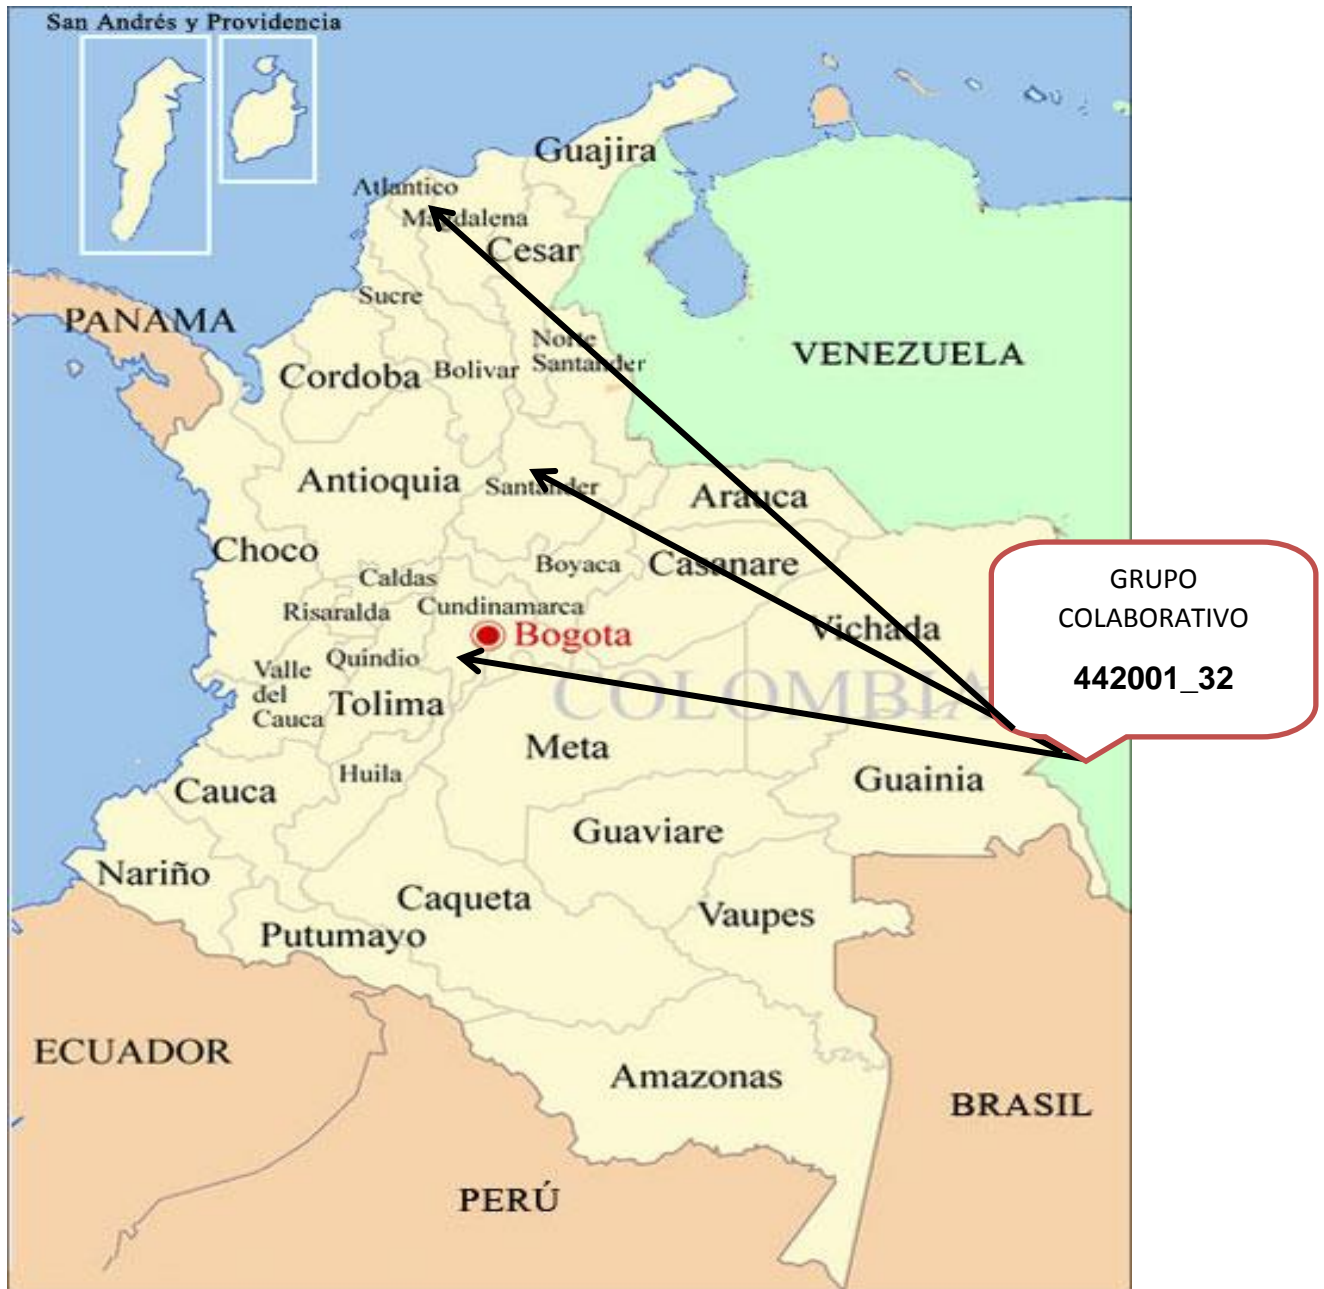 San Andrés y Providencia
Guajira
Atlantico
Magdalena
Cesar
Sucre
PANAMA
Norte
Santander
VENEZUELA
Cordoba
Bolivar
Antioquia
Santander
Arauca
Choco
Boyaca
Casanare
Caldas
Cundinamarca
Risaralda
Bogota
Vichada
GRUPO
COLABORATIVO
442001_32
Quindio
Valle
del
Cauca
Tolima
COLOMBIA
Meta
Huila
Cauca
Guainia
Guaviare
Nariño
Caqueta
Vaupes
Putumayo
ECUADOR
Amazonas
BRASIL
PERÚ